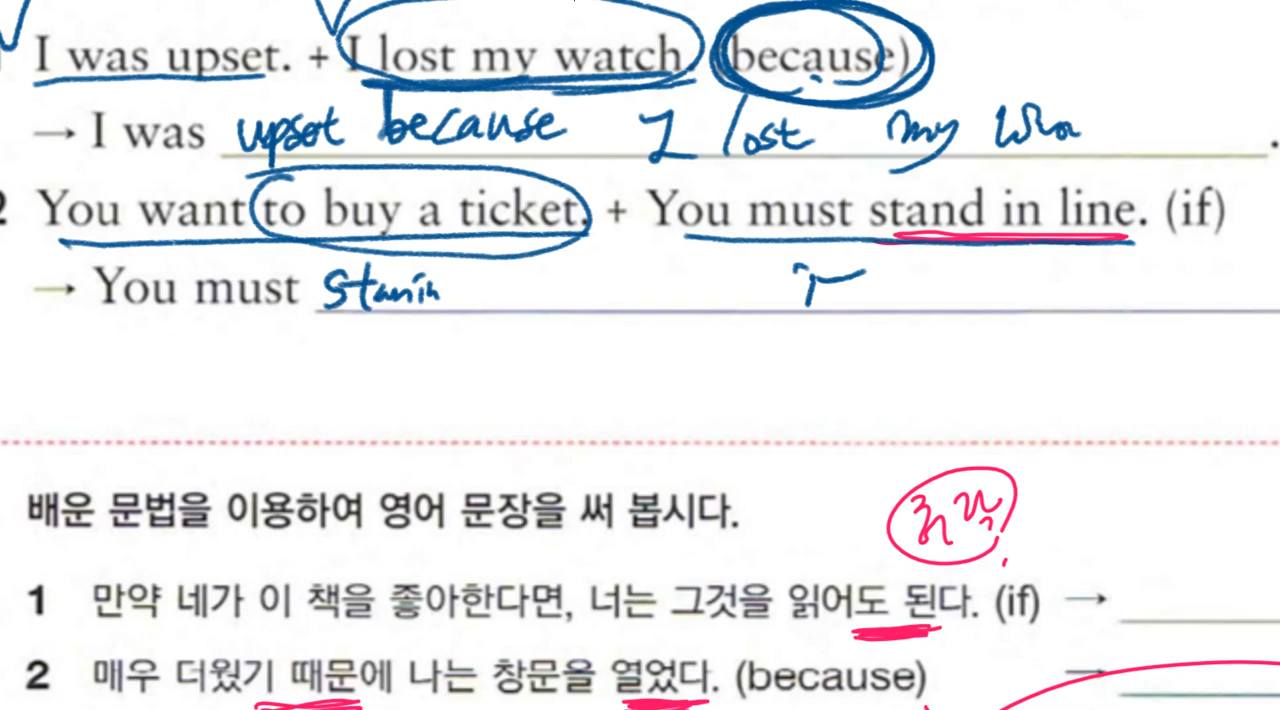 I was upset. + I lost my watch. (because)
→ I was upset because I lost my
2 You want to buy a ticket. + You must stand in line. (if)
→ You must
배운 문법을 이용하여 영어 문장을 써 봅시다.
1 만약 네가 이 책을 좋아한다면, 너는 그것을 읽어도 된다. (if) →
2 매우 더웠기 때문에 나는 창문을 열었다. (because) →